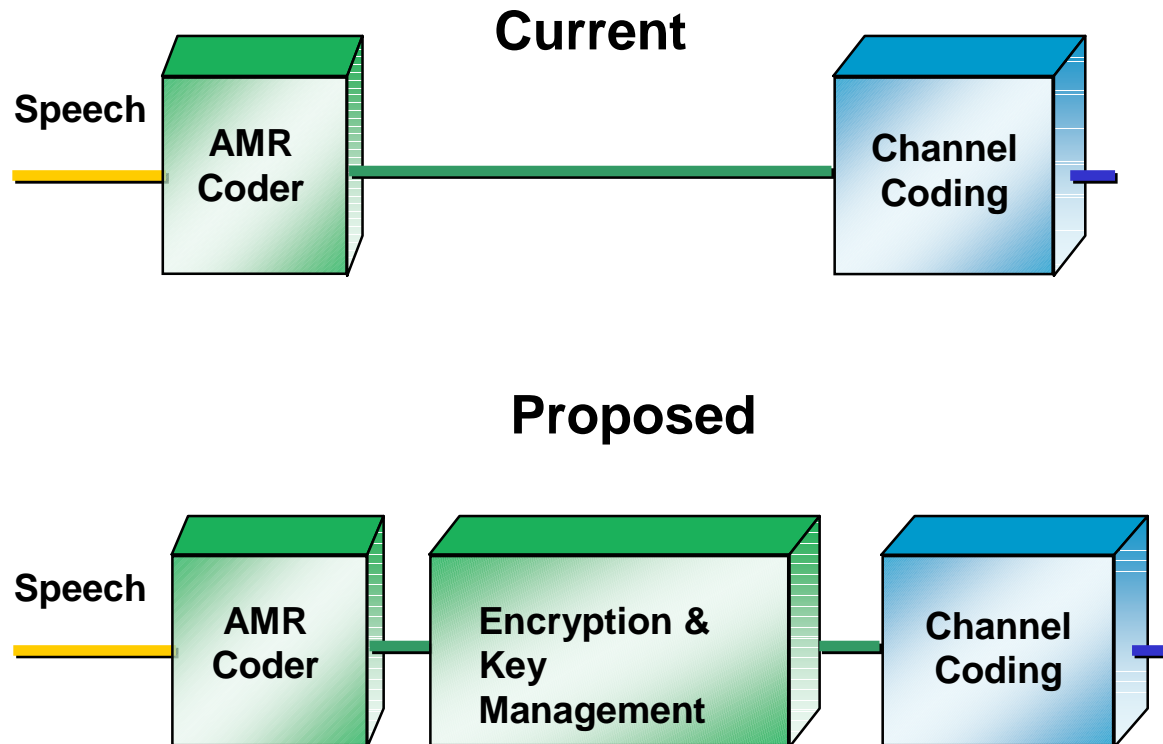 Current
Speech
AMR
Coder
Channel
Coding
Proposed
Speech
AMR
Coder
Encryption &
Key
Management
Channel
Coding